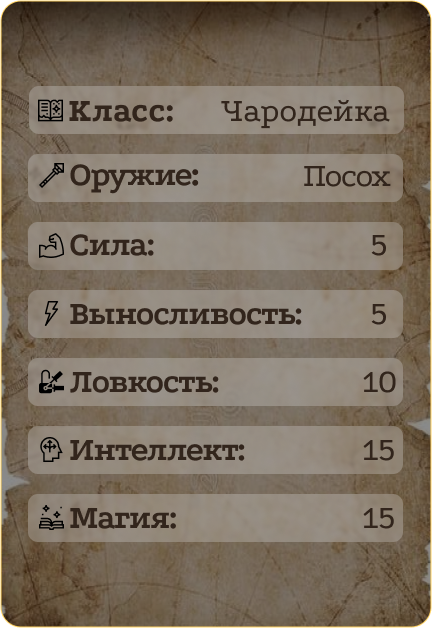 Класс: Чародейка
Оружие: Посох
Сила: 5
Выносливость: 5
Ловкость: 10
Интеллект: 15
Магия: 15